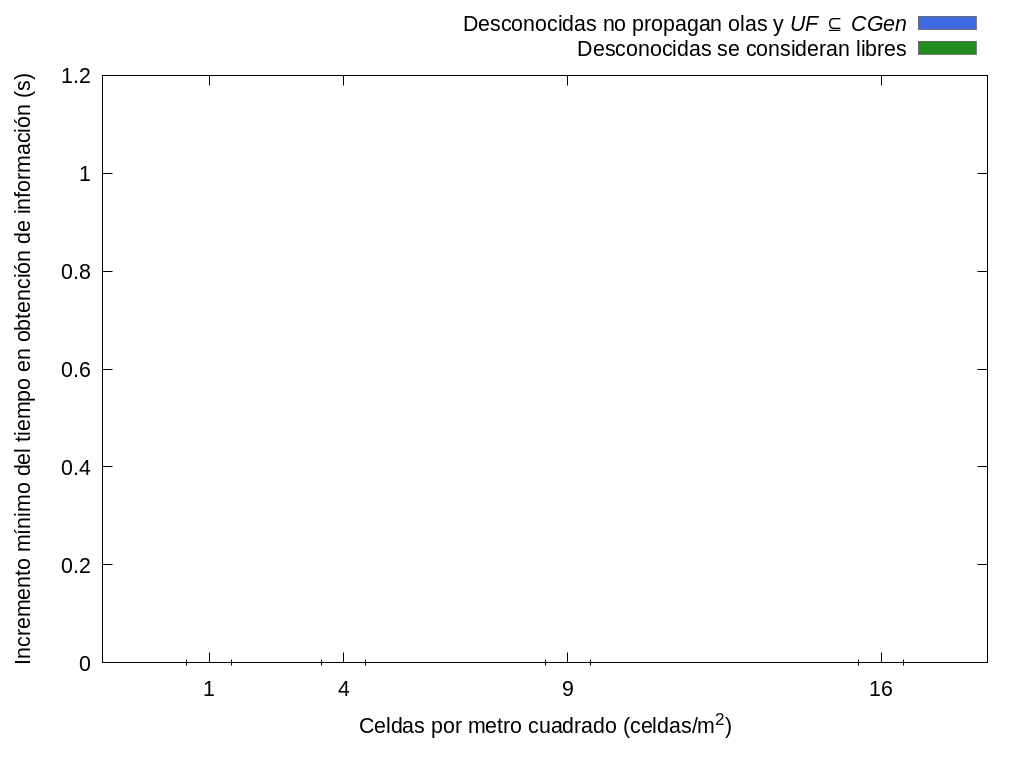 Desconocidas no propagan olas y UF ⊆ CGen
Desconocidas se consideran libres
Incremento mínimo del tiempo en obtención de información (s)
1.2
1
0.8
0.6
0.4
0.2
0
1 4 9 16
Celdas por metro cuadrado (celdas/m²)